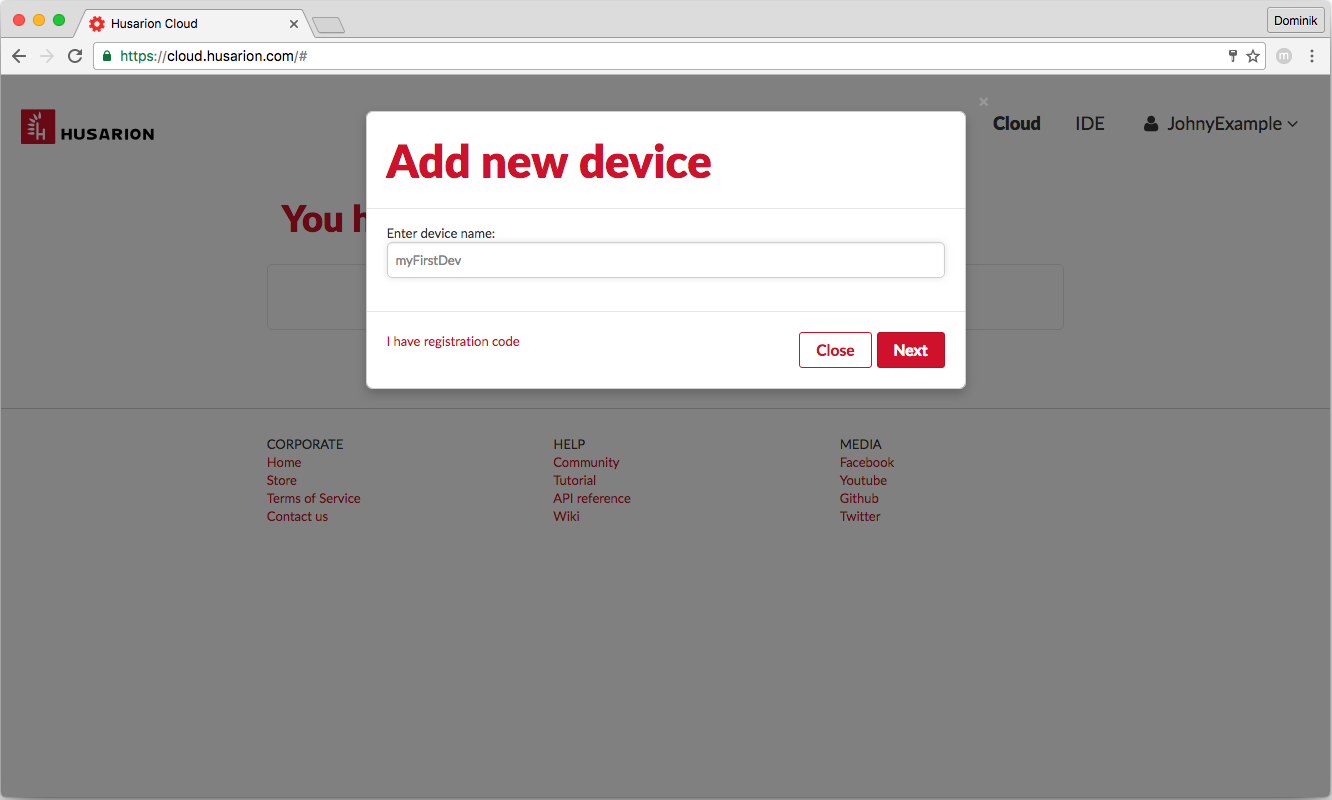 Husarion Cloud
Dominik
https://cloud.husarion.com/#
m
H HUSARION
Cloud IDE JohnyExample
Add new device
You h
Enter device name:
myFirstDev
I have registration code
Close Next
CORPORATE
Home
Store
Terms of Service
Contact us
HELP
Community
Tutorial
API reference
Wiki
MEDIA
Facebook
Youtube
Github
Twitter